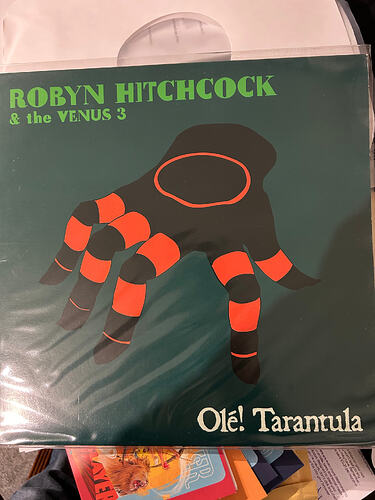 ROBYN HITCHCOCK
& the VENUS 3
Olé! Tarantula